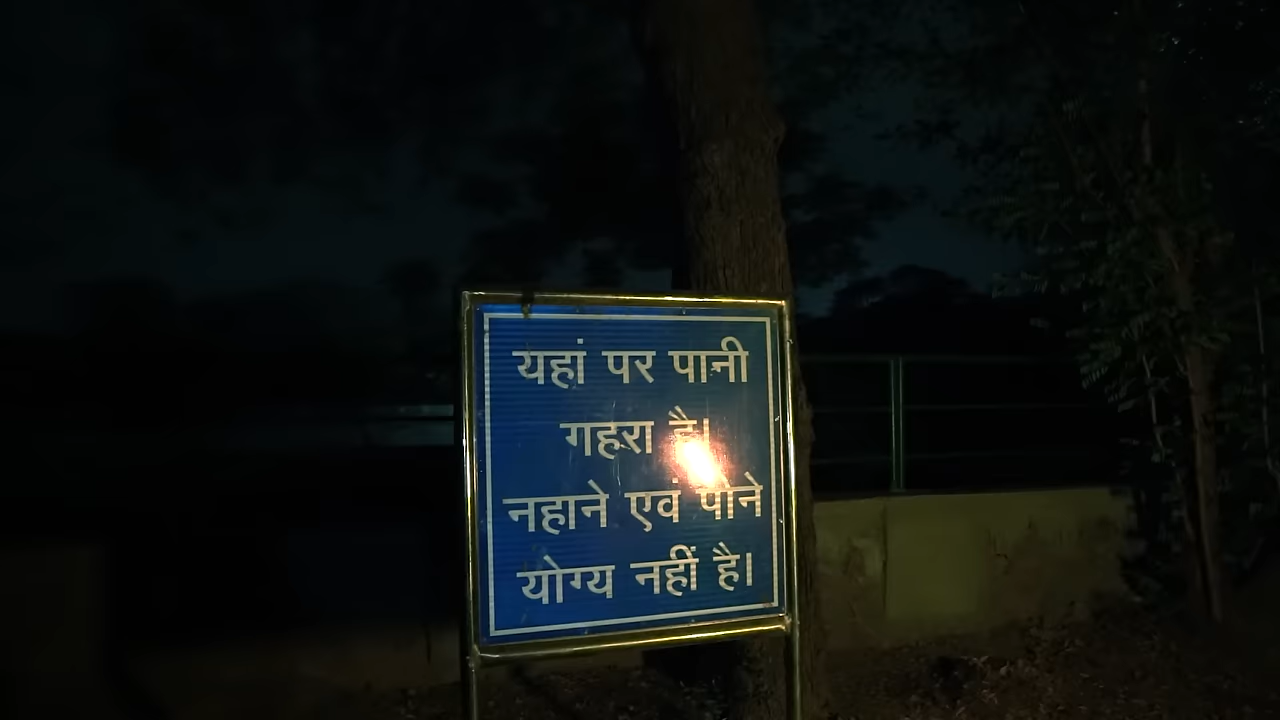 यहां पर पानी
गहरा है।
नहाने एवं पीने
योग्य नहीं है।